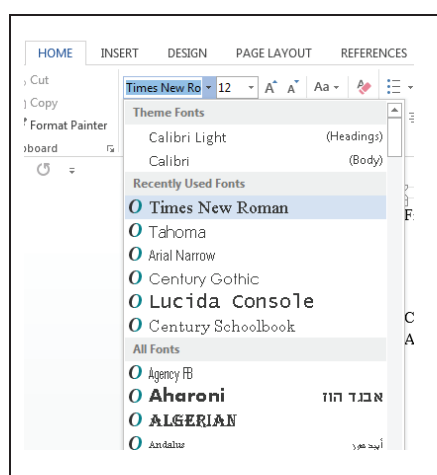 HOME INSERT DESIGN PAGE LAYOUT REFERENCES
Cut
Times New Ro 12 Aa
Copy
Format Painter
Theme Fonts
Calibri Light (Headings)
Calibri (Body)
Recently Used Fonts
O Times New Roman
O Tahoma
O Arial Narrow
O Century Gothic
O Lucida Console
O Century Schoolbook
All Fonts
O Agency FB
O Aharoni אבגד הוז
O ALGERIAN
O Andalus